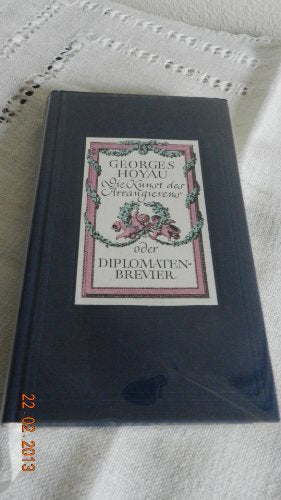 GEORGES
HOYAU
Die Kunst des
Arrangierens
oder
DIPLOMATEN-
BREVIER
22.02.2013